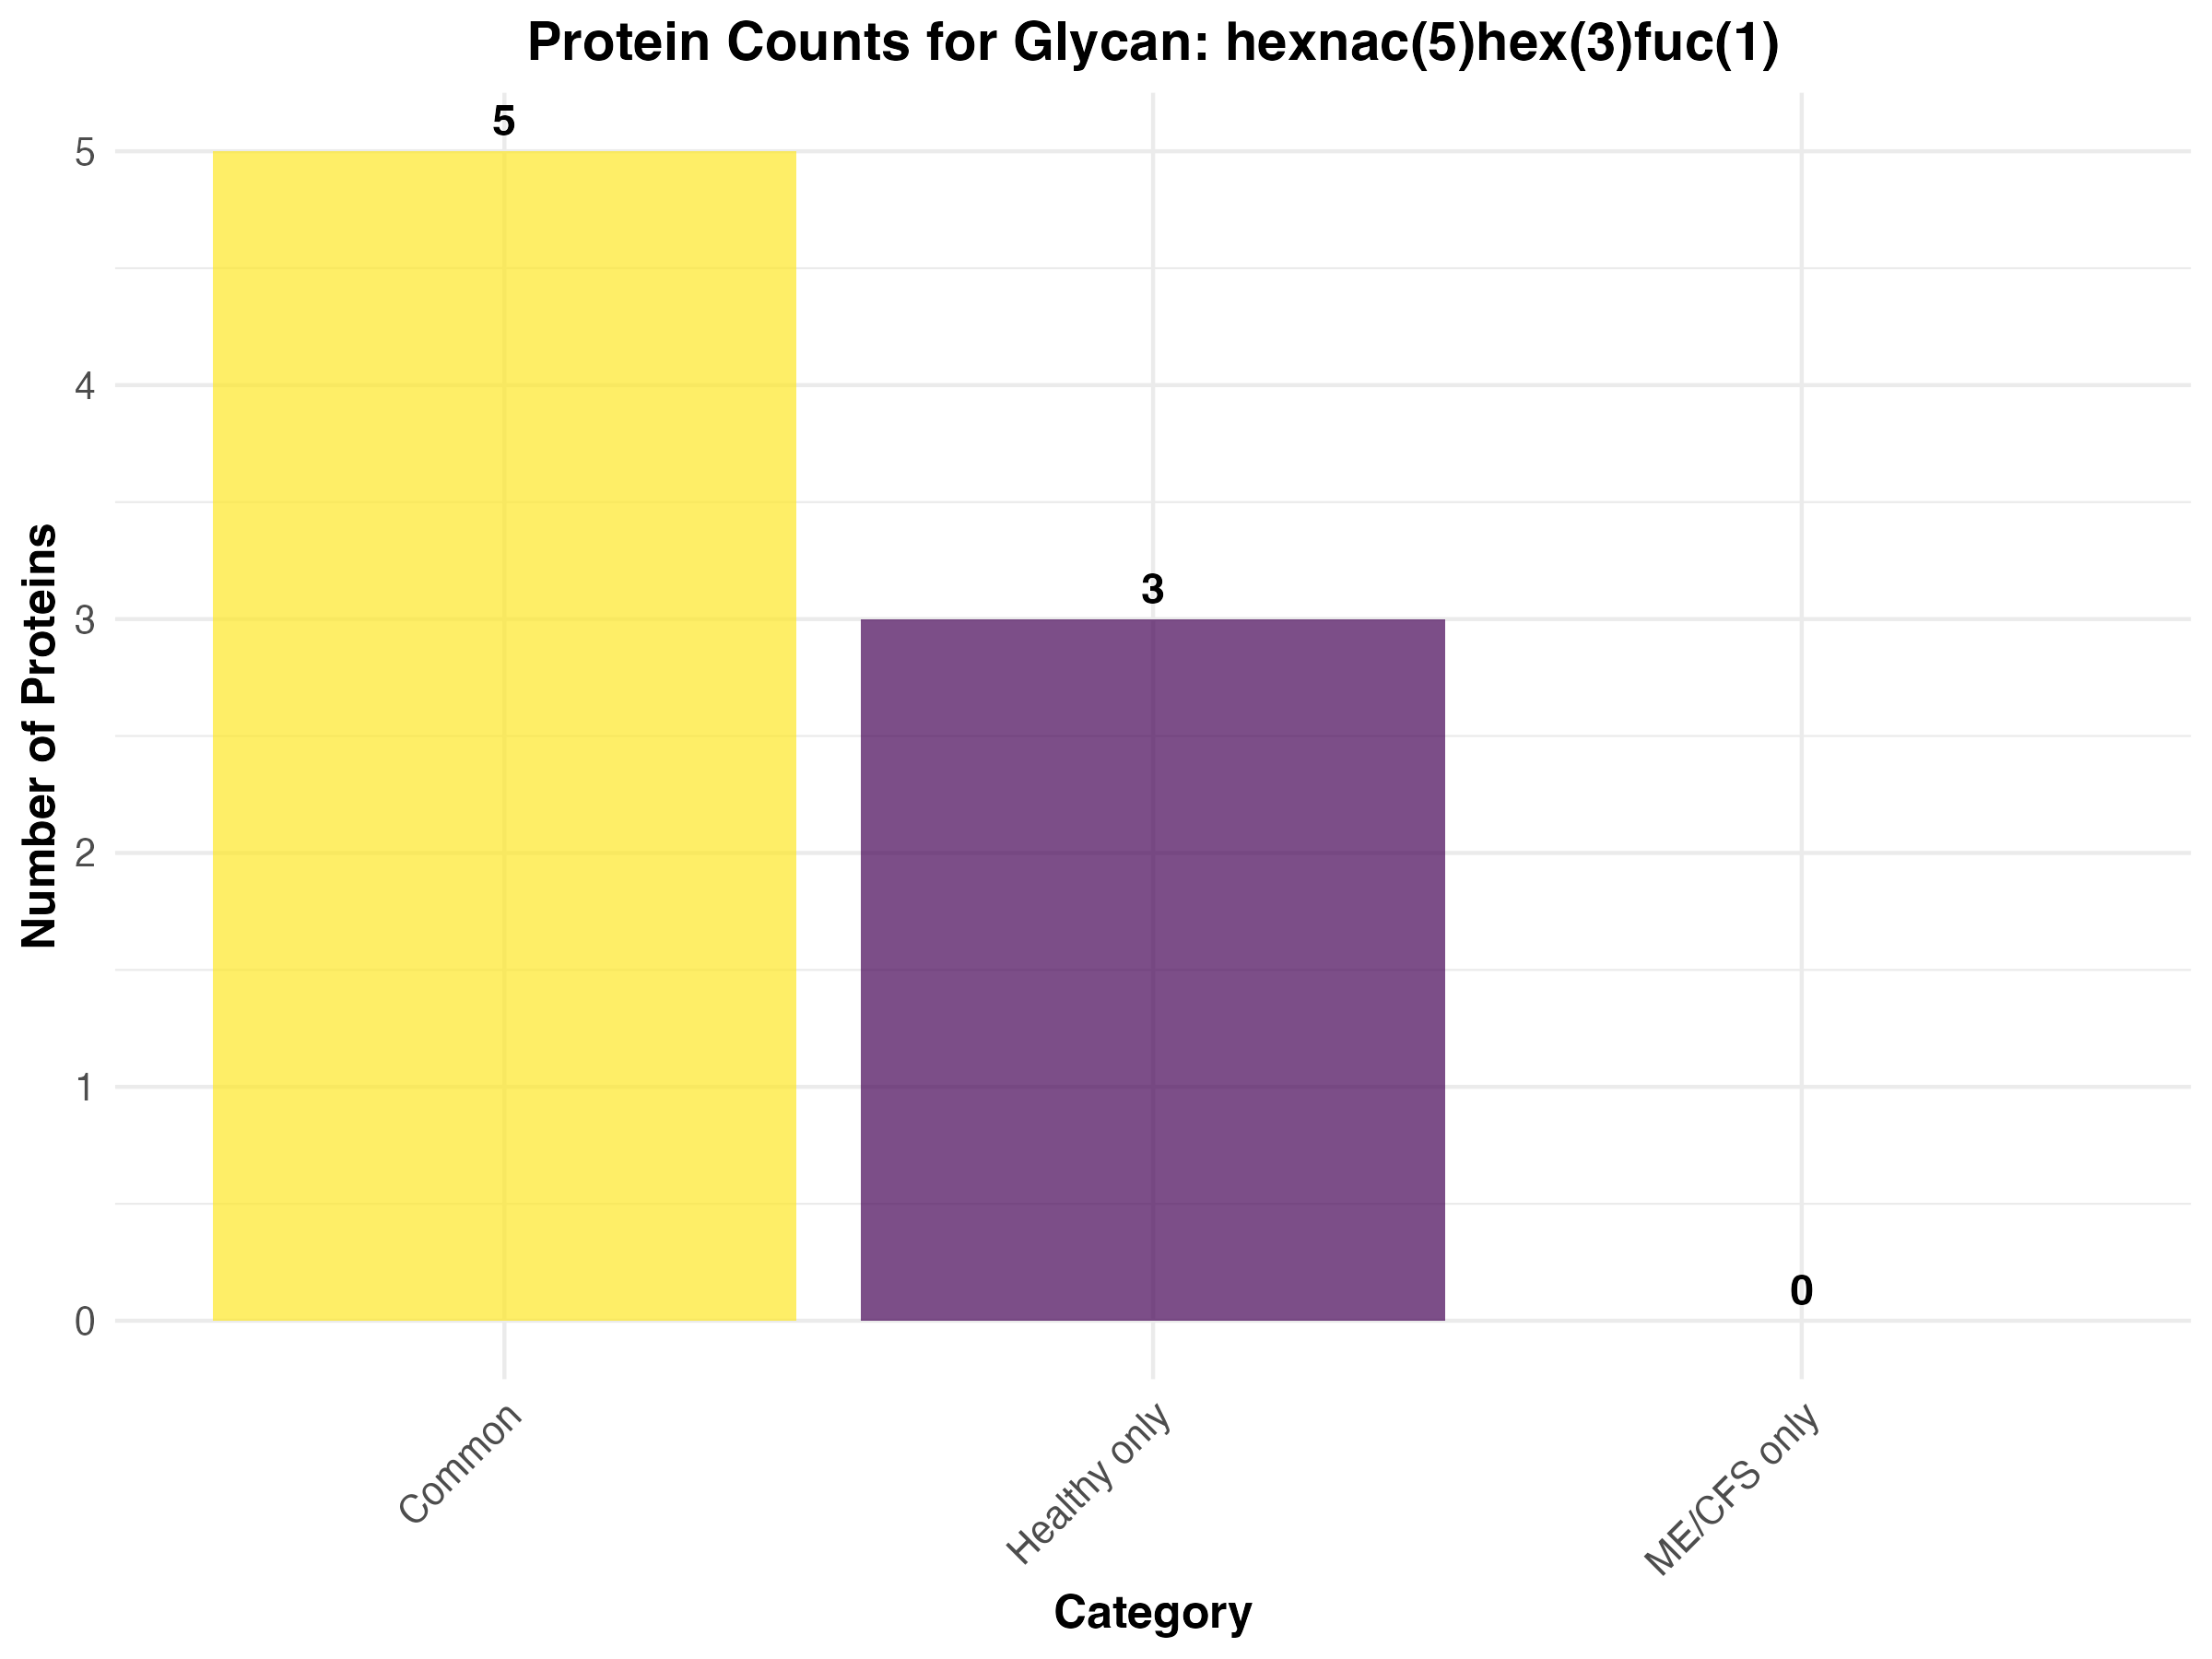 Protein Counts for Glycan: hexnac(5)hex(3)fuc(1)
Number of Proteins
5
4
3
2
1
0
5
3
0
Common
Healthy only
ME/CFS only
Category